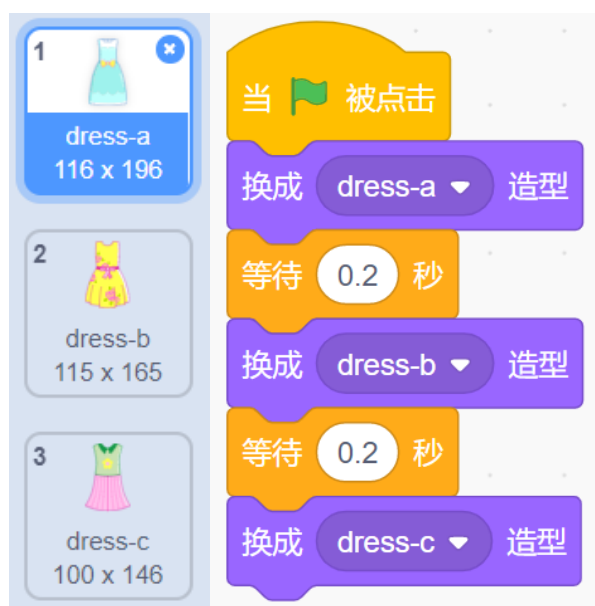 1
dress-a
116 x 196
2
dress-b
115 x 165
3
dress-c
100 x 146
当 被点击
换成 dress-a 造型
等待 0.2 秒
换成 dress-b 造型
等待 0.2 秒
换成 dress-c 造型